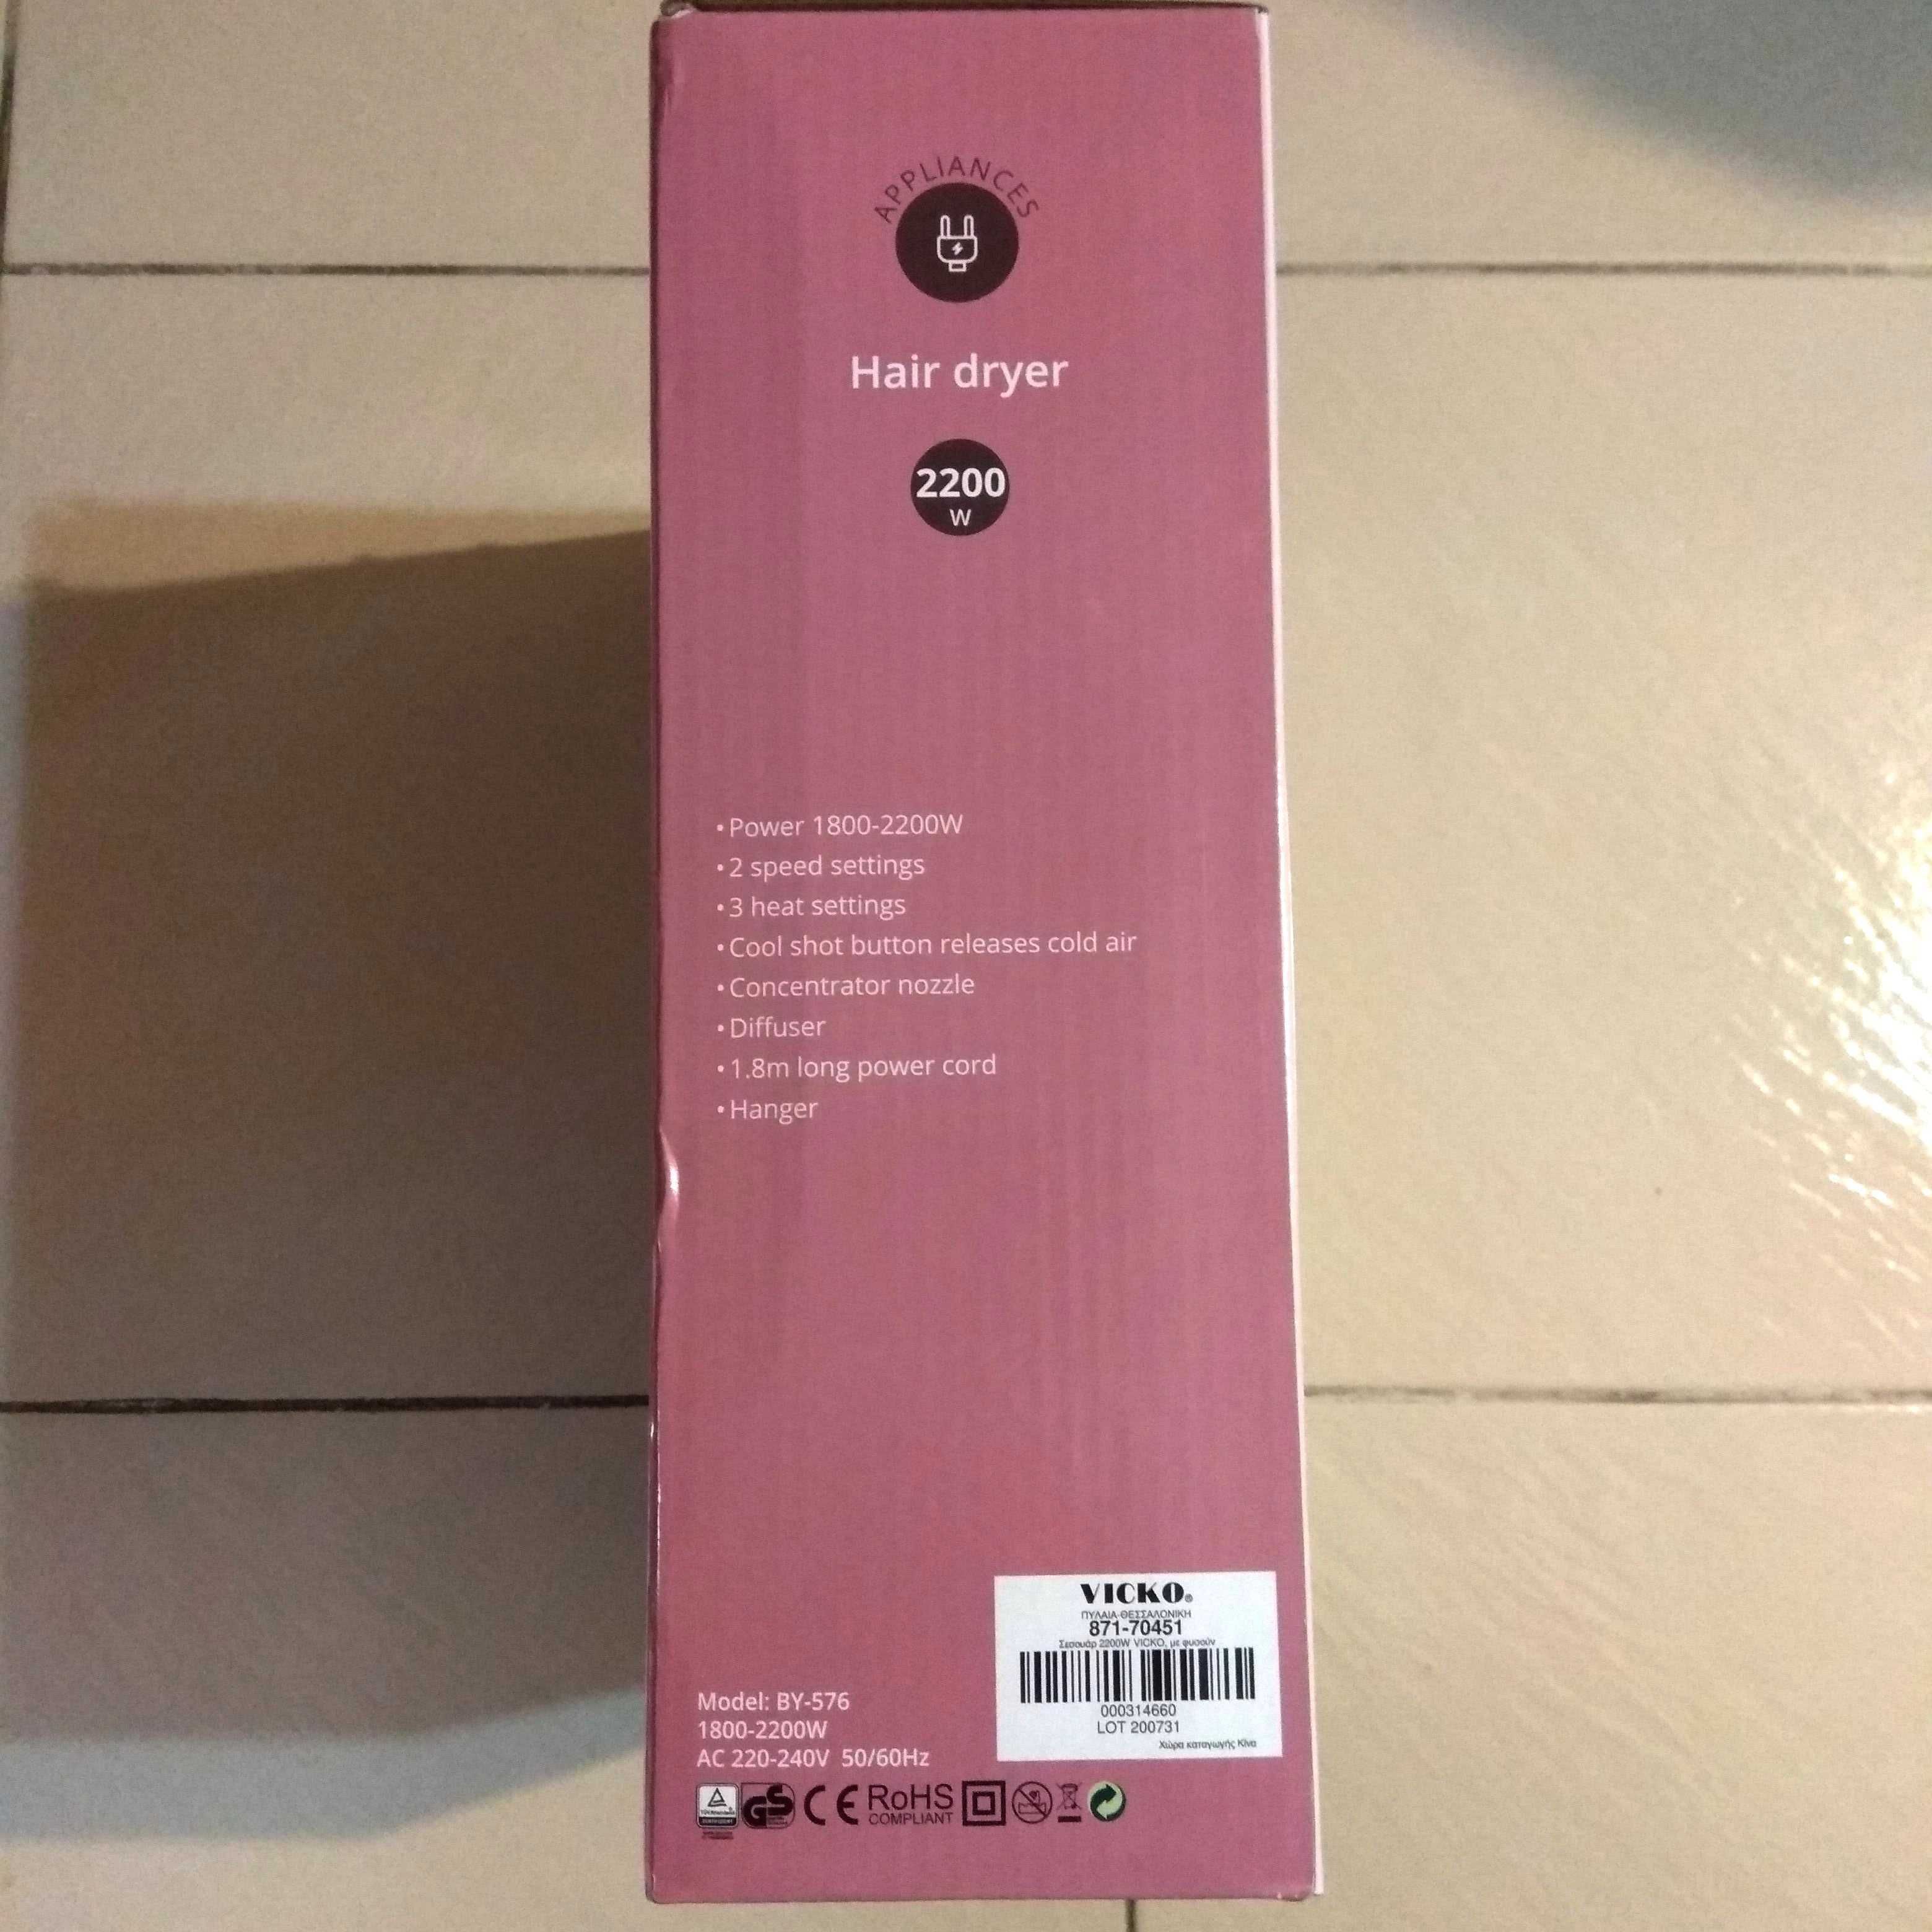 APPLIANCES
Hair dryer
2200
W
• Power 1800-2200W
• 2 speed settings
• 3 heat settings
• Cool shot button releases cold air
• Concentrator nozzle
• Diffuser
• 1.8m long power cord
• Hanger
VICKO®
ΠΥΛΑΙΑ-ΘΕΣΣΑΛΟΝΙΚΗ
871-70451
Σεσουάρ 2200W VICKO, με φυσούν
000314660
LOT 200731
Χώρα καταγωγής Κίνα
Model: BY-576
1800-2200W
AC 220-240V 50/60Hz
GS CE RoHS
COMPLIANT